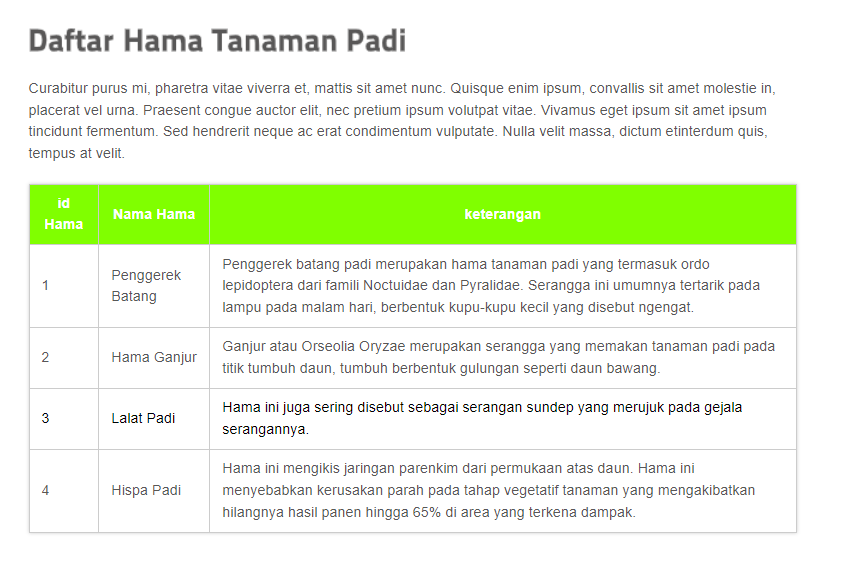 Daftar Hama Tanaman Padi
Curabitur purus mi, pharetra vitae viverra et, mattis sit amet nunc. Quisque enim ipsum, convallis sit amet molestie in,
placerat vel urna. Praesent congue auctor elit, nec pretium ipsum volutpat vitae. Vivamus eget ipsum sit amet ipsum
tincidunt fermentum. Sed hendrerit neque ac erat condimentum vulputate. Nulla velit massa, dictum etinterdum quis,
tempus at velit.
id
Hama
Nama Hama
keterangan
1
Penggerek
Batang
Penggerek batang padi merupakan hama tanaman padi yang termasuk ordo
lepidoptera dari famili Noctuidae dan Pyralidae. Serangga ini umumnya tertarik pada
lampu pada malam hari, berbentuk kupu-kupu kecil yang disebut ngengat.
2
Hama Ganjur
Ganjur atau Orseolia Oryzae merupakan serangga yang memakan tanaman padi pada
titik tumbuh daun, tumbuh berbentuk gulungan seperti daun bawang.
3
Lalat Padi
Hama ini juga sering disebut sebagai serangan sundep yang merujuk pada gejala
serangannya.
4
Hispa Padi
Hama ini mengikis jaringan parenkim dari permukaan atas daun. Hama ini
menyebabkan kerusakan parah pada tahap vegetatif tanaman yang mengakibatkan
hilangnya hasil panen hingga 65% di area yang terkena dampak.